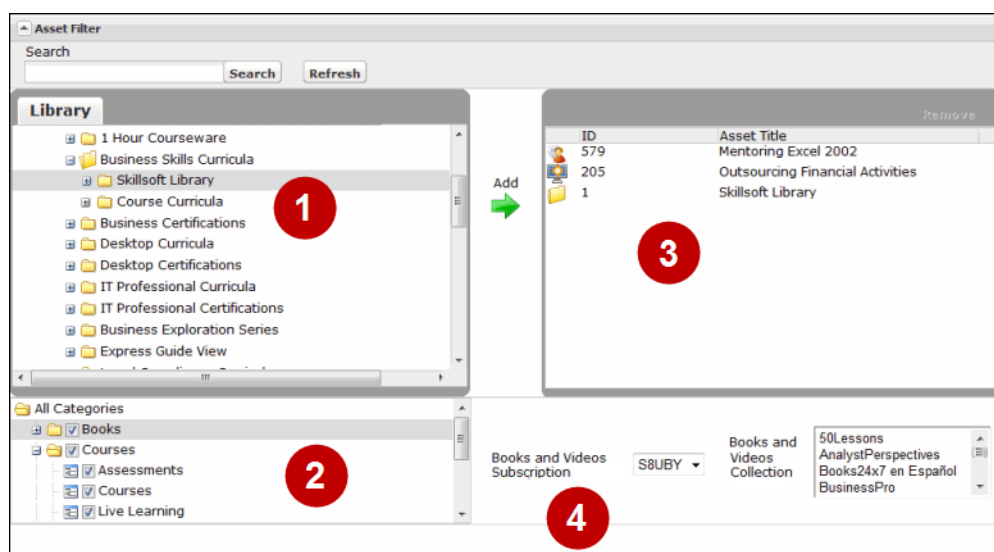 Asset Filter
Search
Search Refresh
Library
1 Hour Courseware
Business Skills Curricula
Skillsoft Library
Course Curricula
Business Certifications
Desktop Curricula
Desktop Certifications
IT Professional Curricula
IT Professional Certifications
Business Exploration Series
Express Guide View
1
Add
Remove
ID Asset Title
579 Mentoring Excel 2002
205 Outsourcing Financial Activities
1 Skillsoft Library
3
All Categories
Books
Courses
Assessments
Courses
Live Learning
2
Books and Videos
Subscription
S8UBY
4
Books and
Videos
Collection
50Lessons
AnalystPerspectives
Books24x7 en Español
BusinessPro